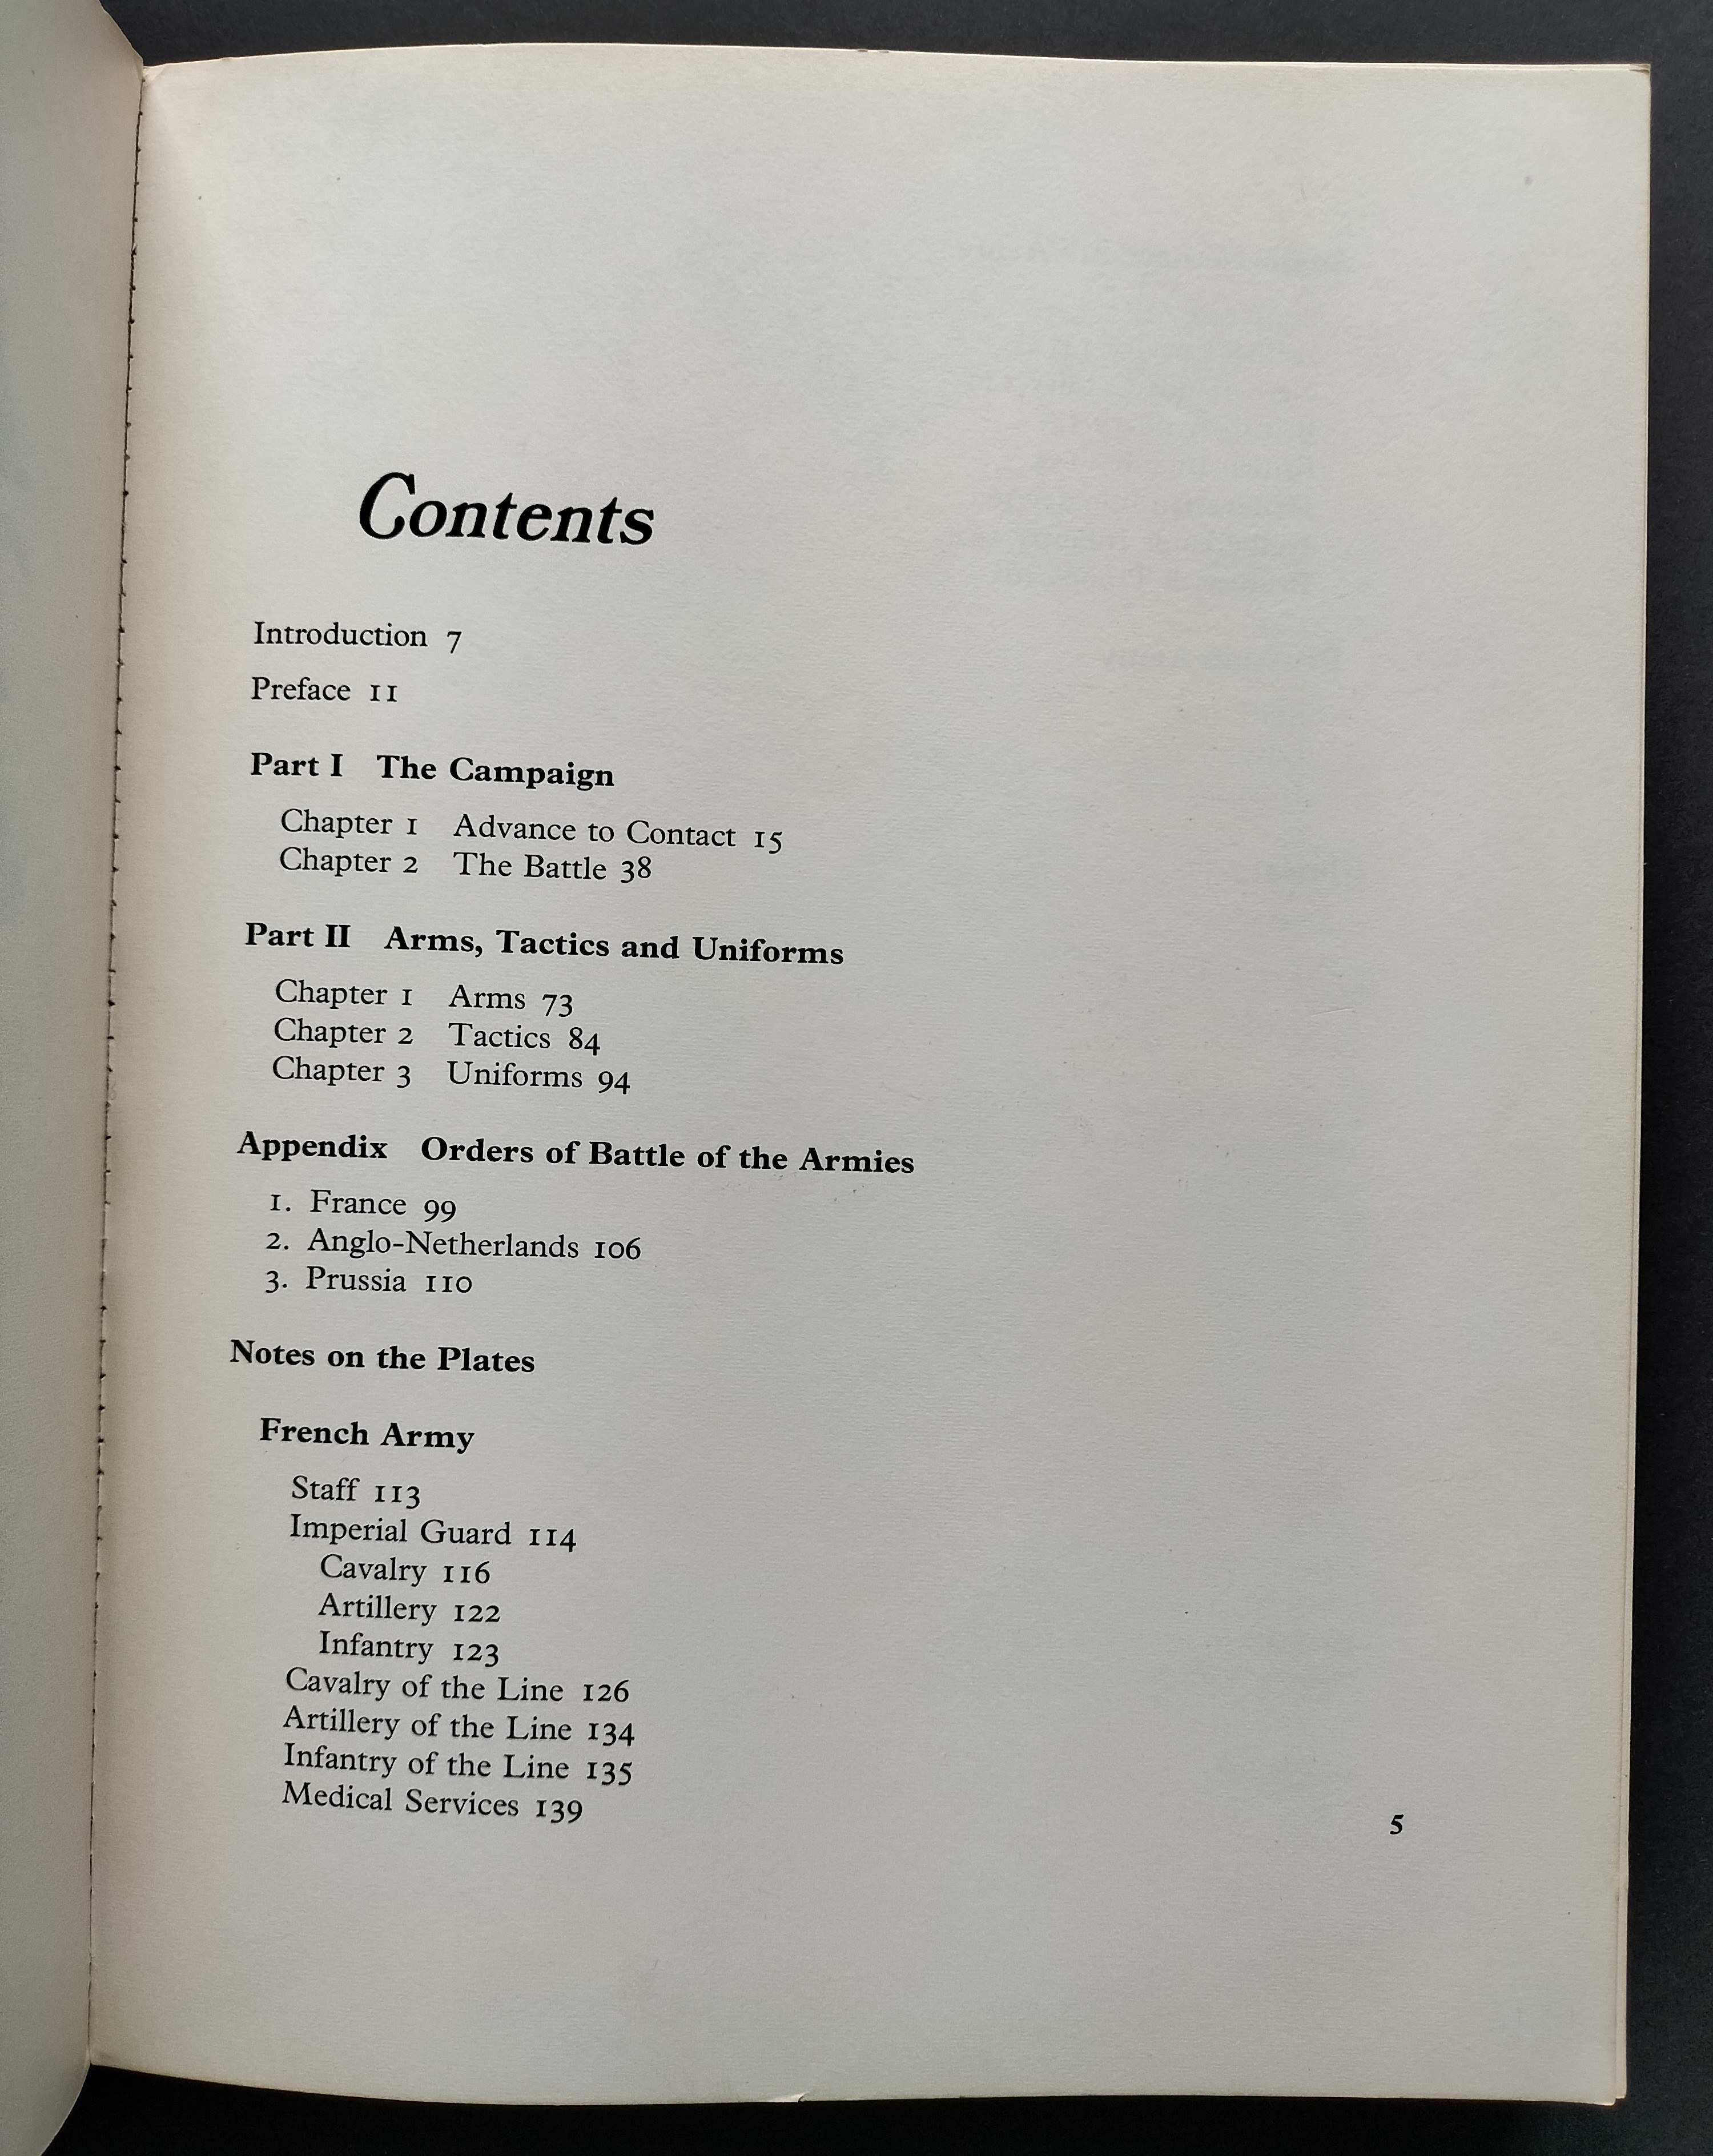 Contents
Introduction 7
Preface 11
Part I The Campaign
Chapter 1 Advance to Contact 15
Chapter 2 The Battle 38
Part II Arms, Tactics and Uniforms
Chapter 1 Arms 73
Chapter 2 Tactics 84
Chapter 3 Uniforms 94
Appendix Orders of Battle of the Armies
1. France 99
2. Anglo-Netherlands 106
3. Prussia 110
Notes on the Plates
French Army
Staff 113
Imperial Guard 114
Cavalry 116
Artillery 122
Infantry 123
Cavalry of the Line 126
Artillery of the Line 134
Infantry of the Line 135
Medical Services 139
5